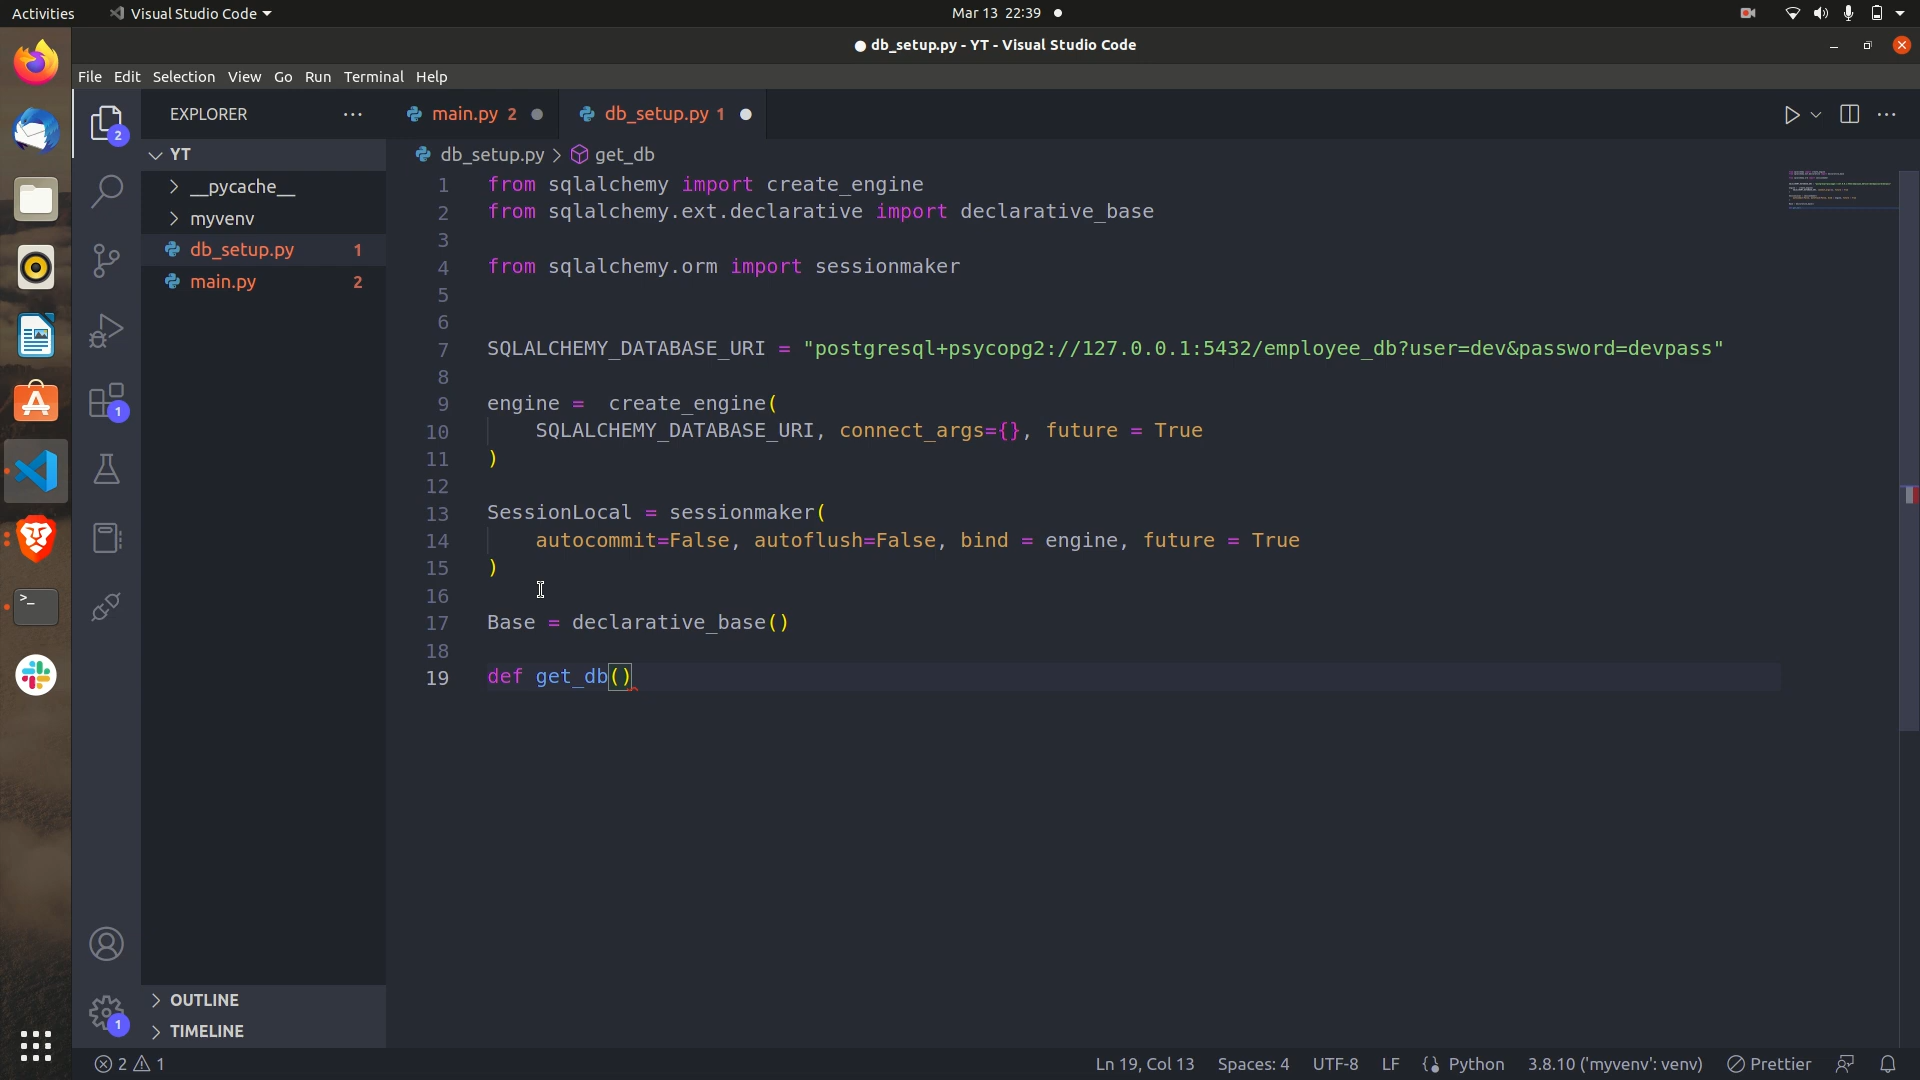 Activities
Visual Studio Code
Mar 13 22:39
db_setup.py - YT - Visual Studio Code
File Edit Selection View Go Run Terminal Help
EXPLORER
main.py 2
db_setup.py 1
2
YT
db_setup.py > get_db
__pycache__
myvenv
db_setup.py 1
main.py 2
1
1 from sqlalchemy import create_engine
2 from sqlalchemy.ext.declarative import declarative_base
3
4 from sqlalchemy.orm import sessionmaker
5
6
7 SQLALCHEMY_DATABASE_URI = "postgresql+psycopg2://127.0.0.1:5432/employee_db?user=dev&password=devpass"
8
9 engine =  create_engine(
10     SQLALCHEMY_DATABASE_URI, connect_args={}, future = True
11 )
12
13 SessionLocal = sessionmaker(
14     autocommit=False, autoflush=False, bind = engine, future = True
15 )
16
17 Base = declarative_base()
18
19 def get_db()
OUTLINE
TIMELINE
1
2 1
Ln 19, Col 13 Spaces: 4 UTF-8 LF Python 3.8.10 ('myvenv': venv) Prettier